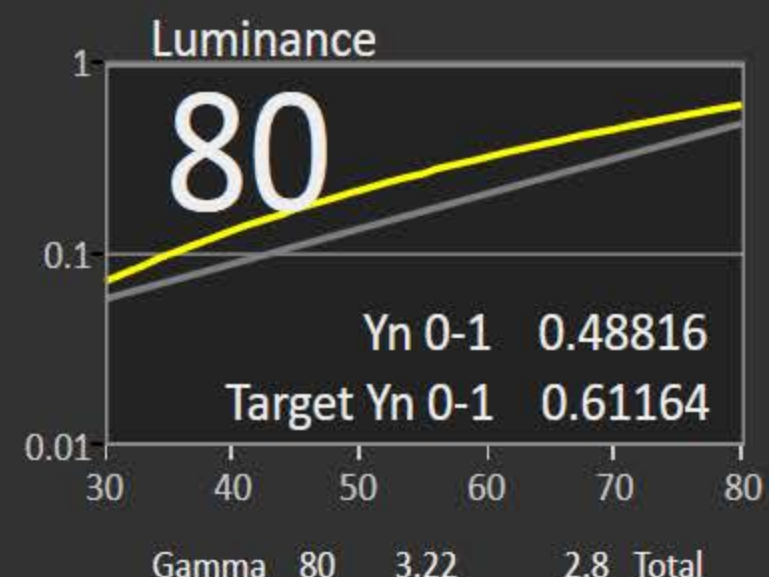 Luminance
1
80
0.1
Yn 0-1 0.48816
Target Yn 0-1 0.61164
0.01
30 40 50 60 70 80
Gamma 80 3.22 2.8 Total